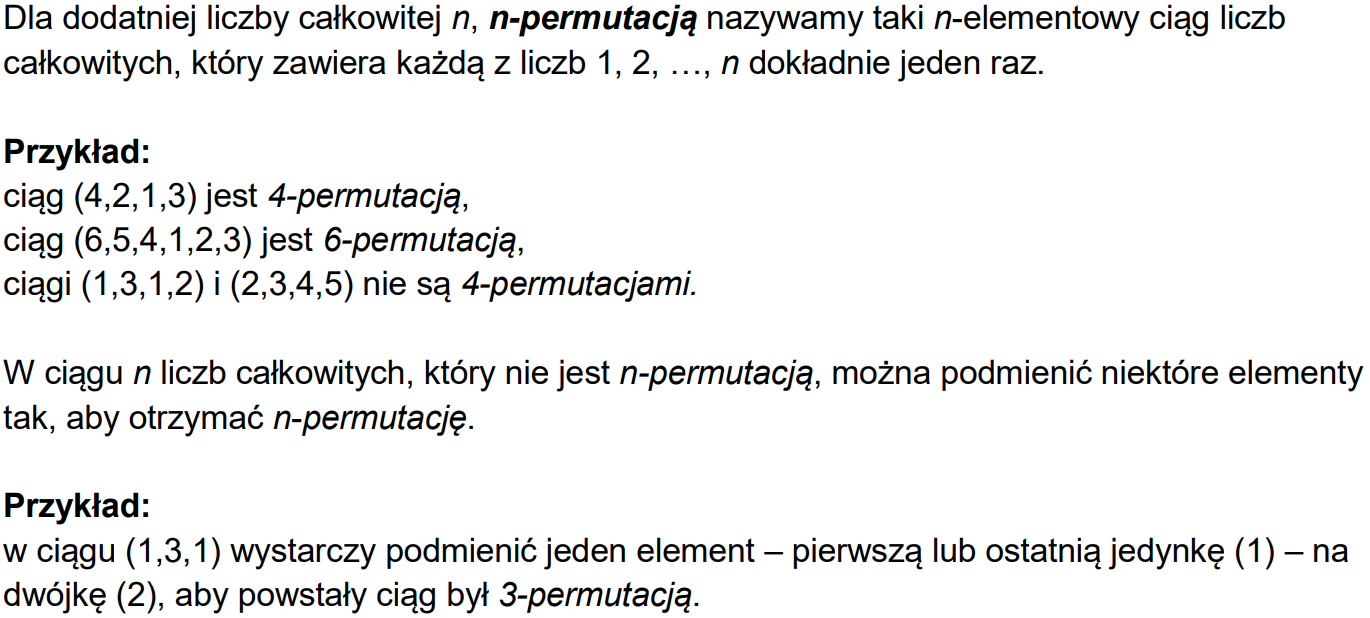 Dla dodatniej liczby całkowitej n, n-permutacją nazywamy taki n-elementowy ciąg liczb
całkowitych, który zawiera każdą z liczb 1, 2, …, n dokładnie jeden raz.
Przykład:
ciąg (4,2,1,3) jest 4-permutacją,
ciąg (6,5,4,1,2,3) jest 6-permutacją,
ciągi (1,3,1,2) i (2,3,4,5) nie są 4-permutacjami.
W ciągu n liczb całkowitych, który nie jest n-permutacją, można podmienić niektóre elementy
tak, aby otrzymać n-permutację.
Przykład:
w ciągu (1,3,1) wystarczy podmienić jeden element – pierwszą lub ostatnią jedynkę (1) – na
dwójkę (2), aby powstały ciąg był 3-permutacją.